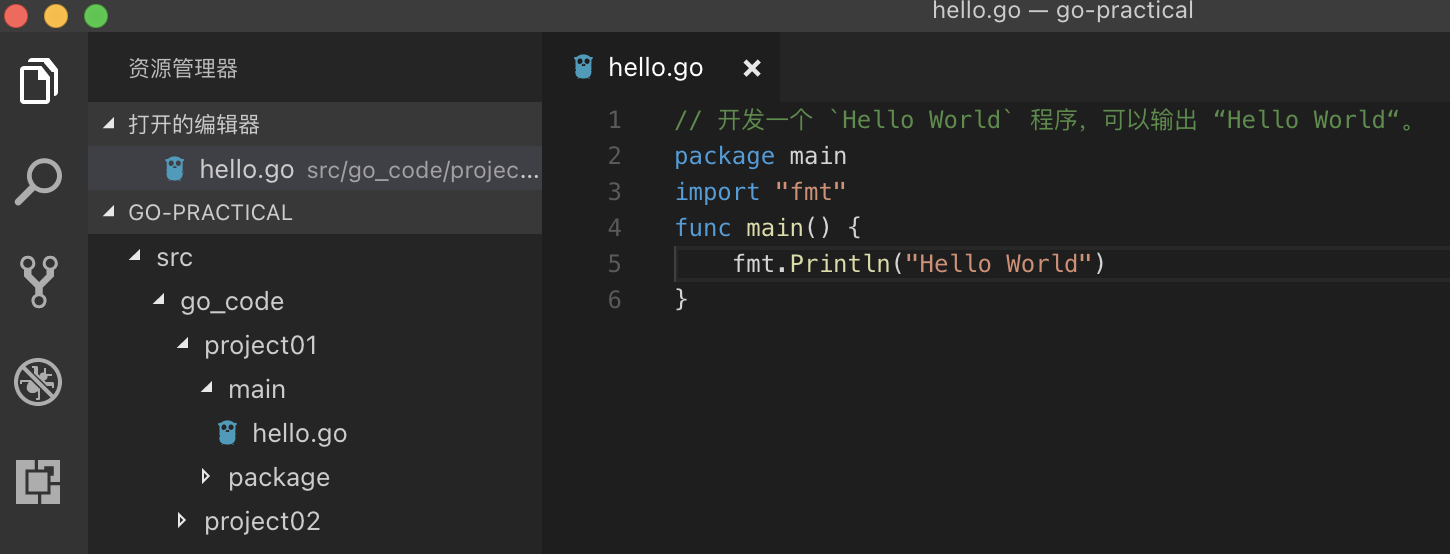 hello.go — go-practical
资源管理器
打开的编辑器
hello.go src/go_code/projec...
GO-PRACTICAL
src
go_code
project01
main
hello.go
package
project02
hello.go
1 // 开发一个 `Hello World` 程序，可以输出 “Hello World“。
2 package main
3 import "fmt"
4 func main() {
5     fmt.Println("Hello World")
6 }